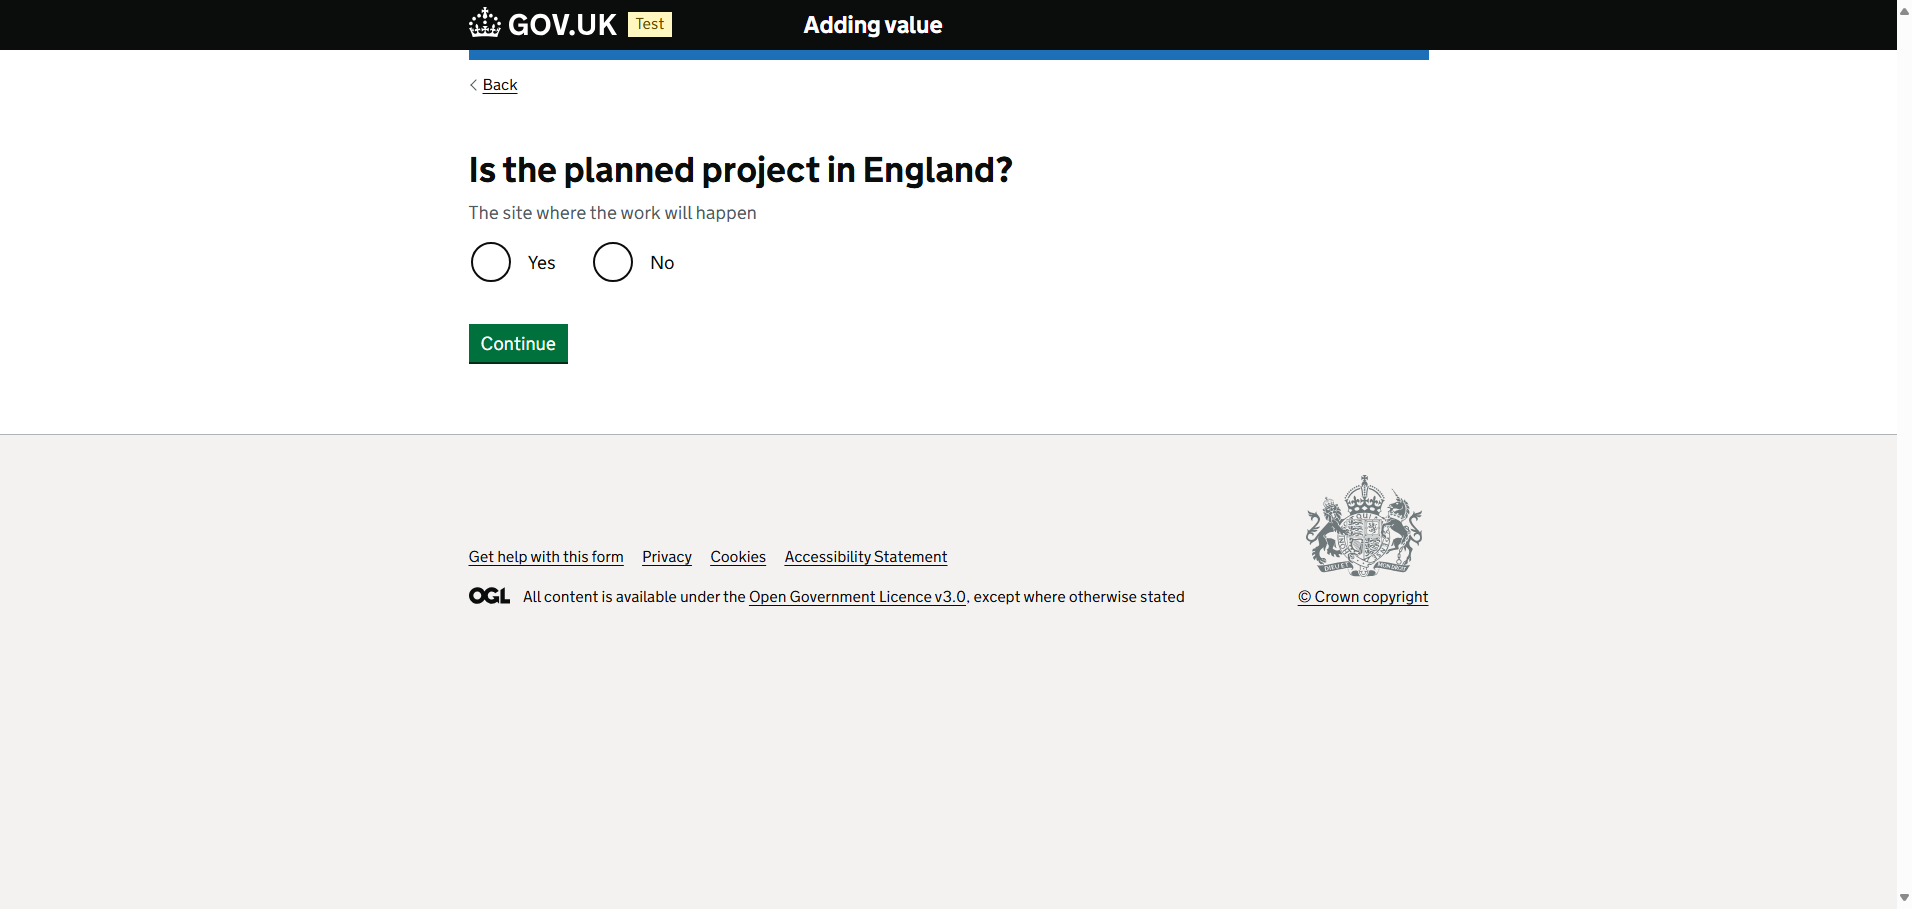 GOV.UK Test Adding value
Back
Is the planned project in England?
The site where the work will happen
Yes No
Continue
Get help with this form Privacy Cookies Accessibility Statement
OGL All content is available under the Open Government Licence v3.0, except where otherwise stated
© Crown copyright